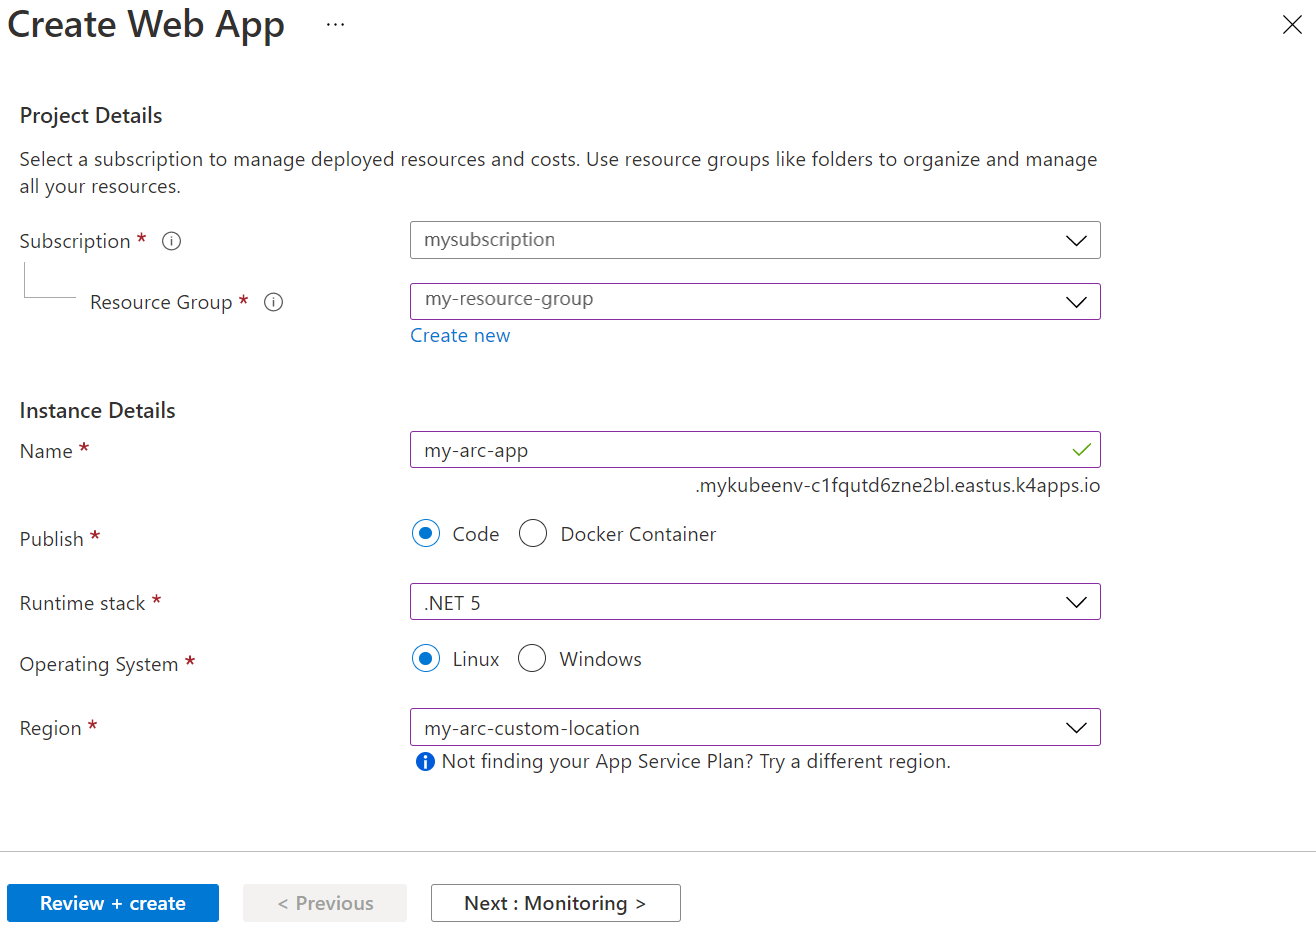 Create Web App ...
Project Details
Select a subscription to manage deployed resources and costs. Use resource groups like folders to organize and manage
all your resources.
Subscription *
mysubscription
Resource Group *
my-resource-group
Create new
Instance Details
Name *
my-arc-app
.mykubeenv-c1fqutd6zne2bl.eastus.k4apps.io
Publish *
Code Docker Container
Runtime stack *
.NET 5
Operating System *
Linux Windows
Region *
my-arc-custom-location
Not finding your App Service Plan? Try a different region.
Review + create < Previous Next : Monitoring >